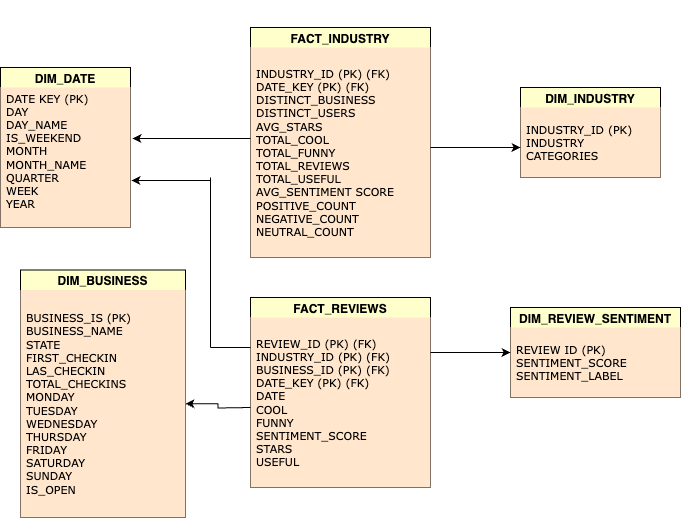 FACT_INDUSTRY
INDUSTRY_ID (PK) (FK)
DATE_KEY (PK) (FK)
DISTINCT_BUSINESS
DISTINCT_USERS
AVG_STARS
TOTAL_COOL
TOTAL_FUNNY
TOTAL_REVIEWS
TOTAL_USEFUL
AVG_SENTIMENT SCORE
POSITIVE_COUNT
NEGATIVE_COUNT
NEUTRAL_COUNT
DIM_DATE
DATE KEY (PK)
DAY
DAY_NAME
IS_WEEKEND
MONTH
MONTH_NAME
QUARTER
WEEK
YEAR
DIM_INDUSTRY
INDUSTRY_ID (PK)
INDUSTRY
CATEGORIES
DIM_BUSINESS
BUSINESS_IS (PK)
BUSINESS_NAME
STATE
FIRST_CHECKIN
LAS_CHECKIN
TOTAL_CHECKINS
MONDAY
TUESDAY
WEDNESDAY
THURSDAY
FRIDAY
SATURDAY
SUNDAY
IS_OPEN
FACT_REVIEWS
REVIEW_ID (PK) (FK)
INDUSTRY_ID (PK) (FK)
BUSINESS_ID (PK) (FK)
DATE_KEY (PK) (FK)
DATE
COOL
FUNNY
SENTIMENT_SCORE
STARS
USEFUL
DIM_REVIEW_SENTIMENT
REVIEW ID (PK)
SENTIMENT_SCORE
SENTIMENT_LABEL